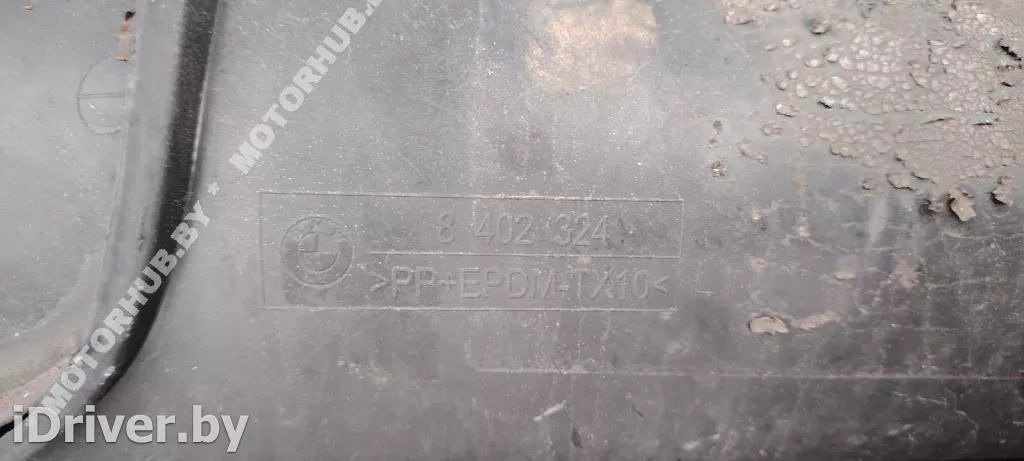 MOTORHUB.BY * MOTORHUB.BY
8 402 324
>PP+EPDM-TX10<
iDriver.by